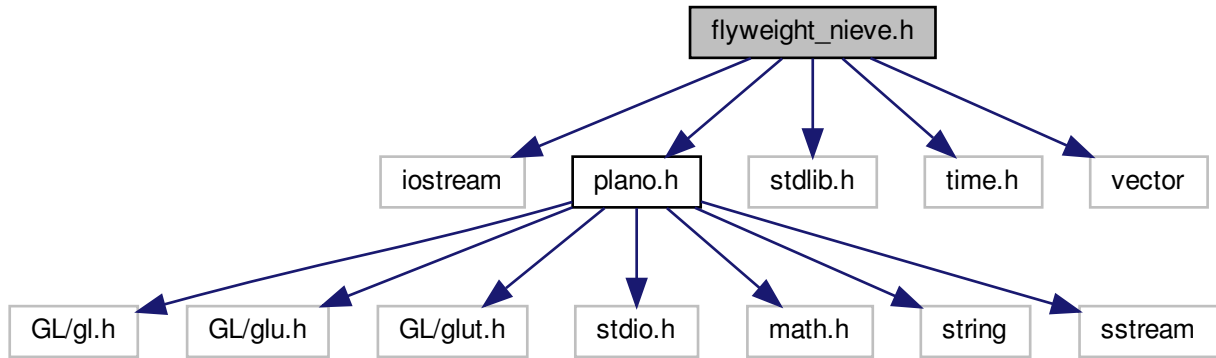 flyweight_nieve.h
iostream
plano.h
stdlib.h
time.h
vector
GL/gl.h
GL/glu.h
GL/glut.h
stdio.h
math.h
string
sstream